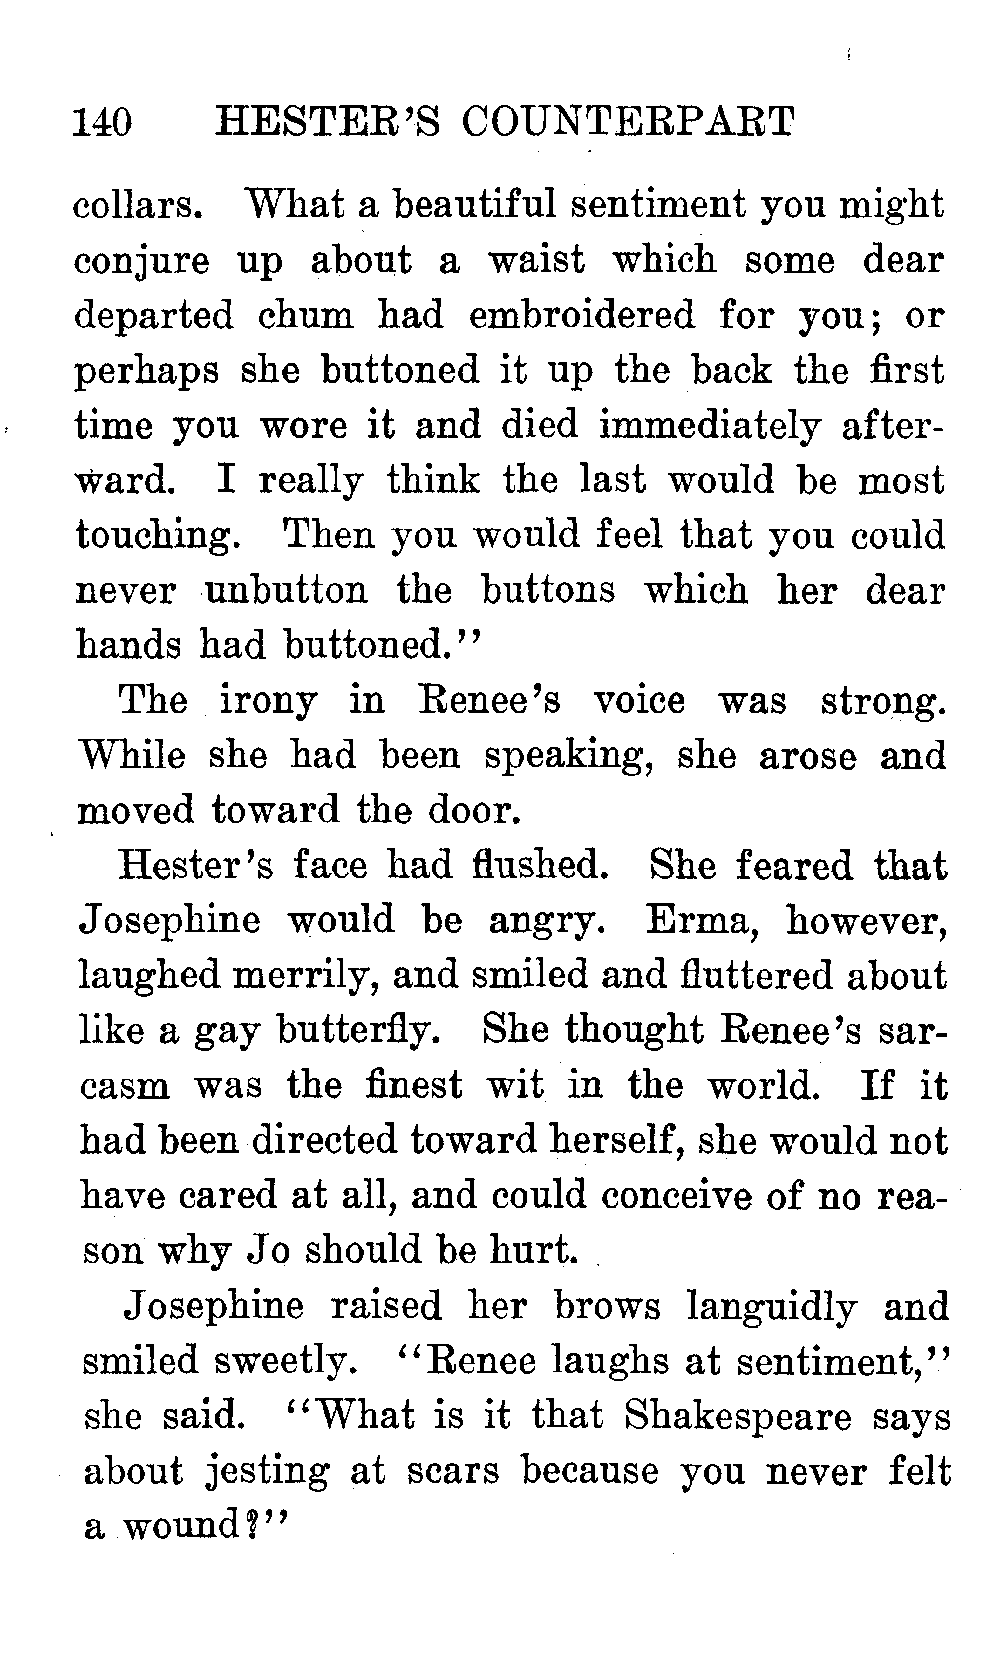 140 HESTER'S COUNTERPART
collars. What a beautiful sentiment you might
conjure up about a waist which some dear
departed chum had embroidered for you; or
perhaps she buttoned it up the back the first
time you wore it and died immediately after-
ward. I really think the last would be most
touching. Then you would feel that you could
never unbutton the buttons which her dear
hands had buttoned."
The irony in Renee's voice was strong.
While she had been speaking, she arose and
moved toward the door.
Hester's face had flushed. She feared that
Josephine would be angry. Erma, however,
laughed merrily, and smiled and fluttered about
like a gay butterfly. She thought Renee's sar-
casm was the finest wit in the world. If it
had been directed toward herself, she would not
have cared at all, and could conceive of no rea-
son why Jo should be hurt.
Josephine raised her brows languidly and
smiled sweetly. "Renee laughs at sentiment,"
she said. "What is it that Shakespeare says
about jesting at scars because you never felt
a wound?"